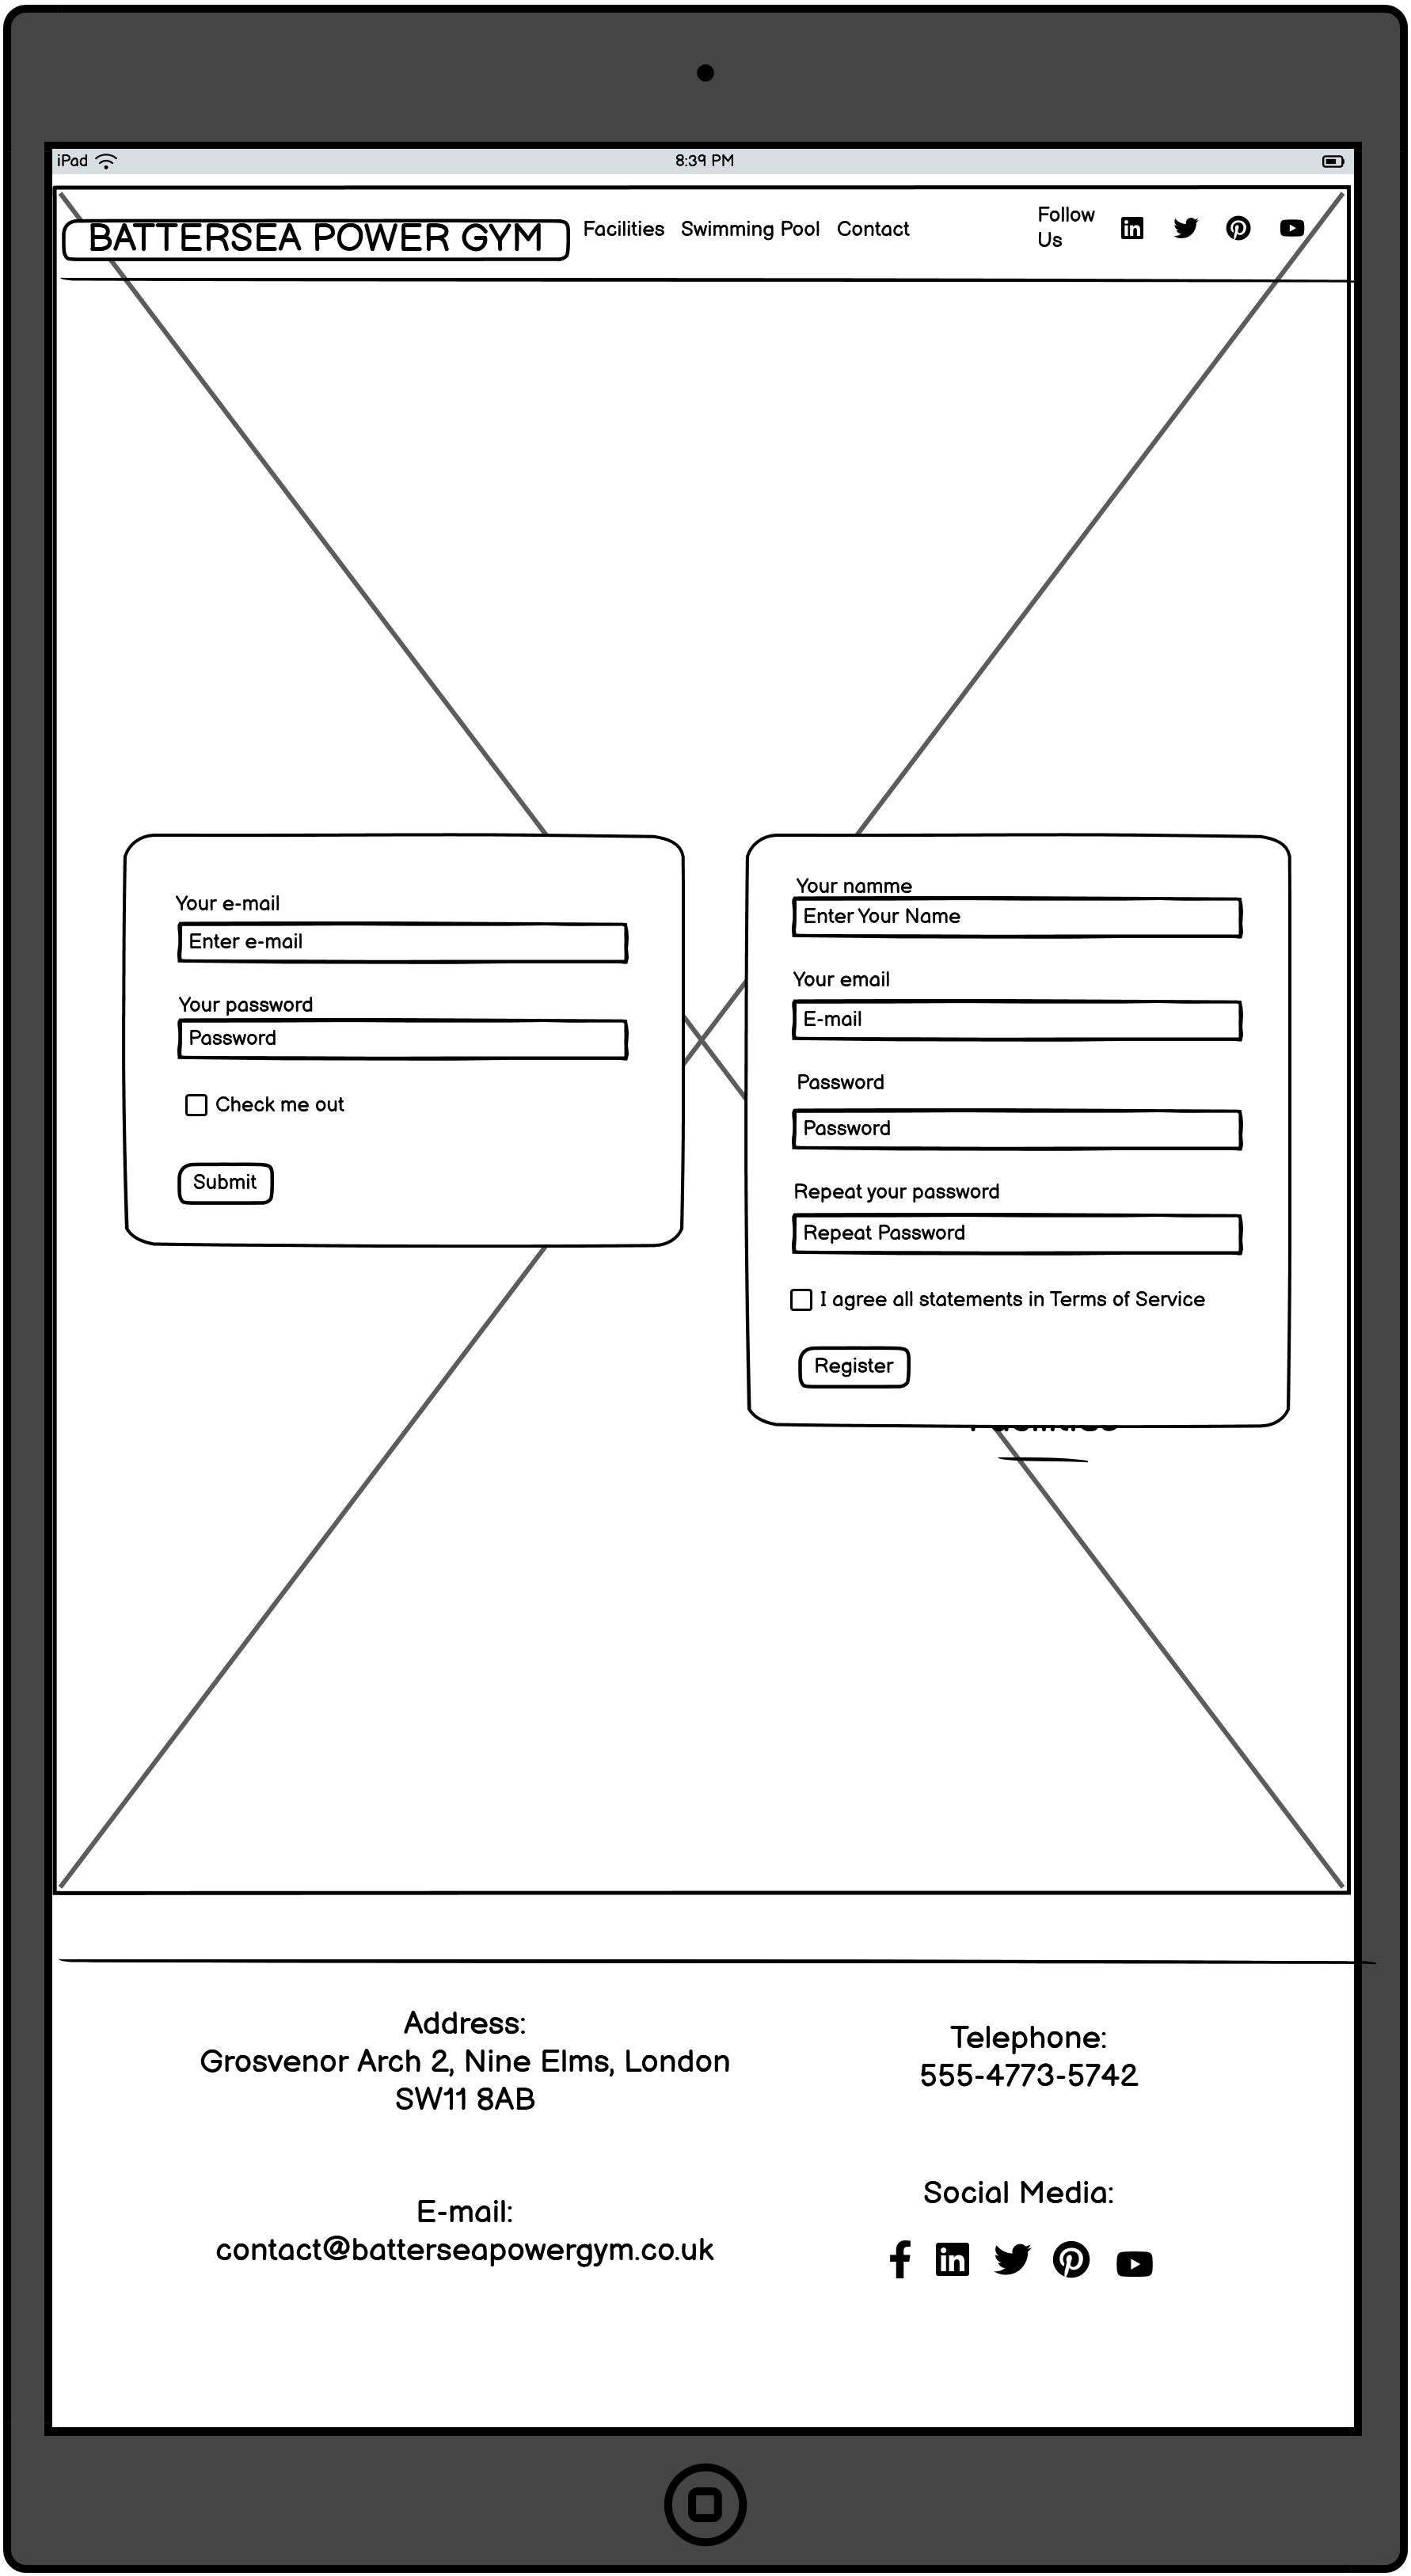 iPad
8:39 PM
BATTERSEA POWER GYM
Facilities Swimming Pool Contact
Follow
Us
Your e-mail
Enter e-mail
Your password
Password
Check me out
Submit
Your namme
Enter Your Name
Your email
E-mail
Password
Password
Repeat your password
Repeat Password
I agree all statements in Terms of Service
Register
Address:
Grosvenor Arch 2, Nine Elms, London
SW11 8AB
Telephone:
555-4773-5742
E-mail:
contact@batterseapowergym.co.uk
Social Media: